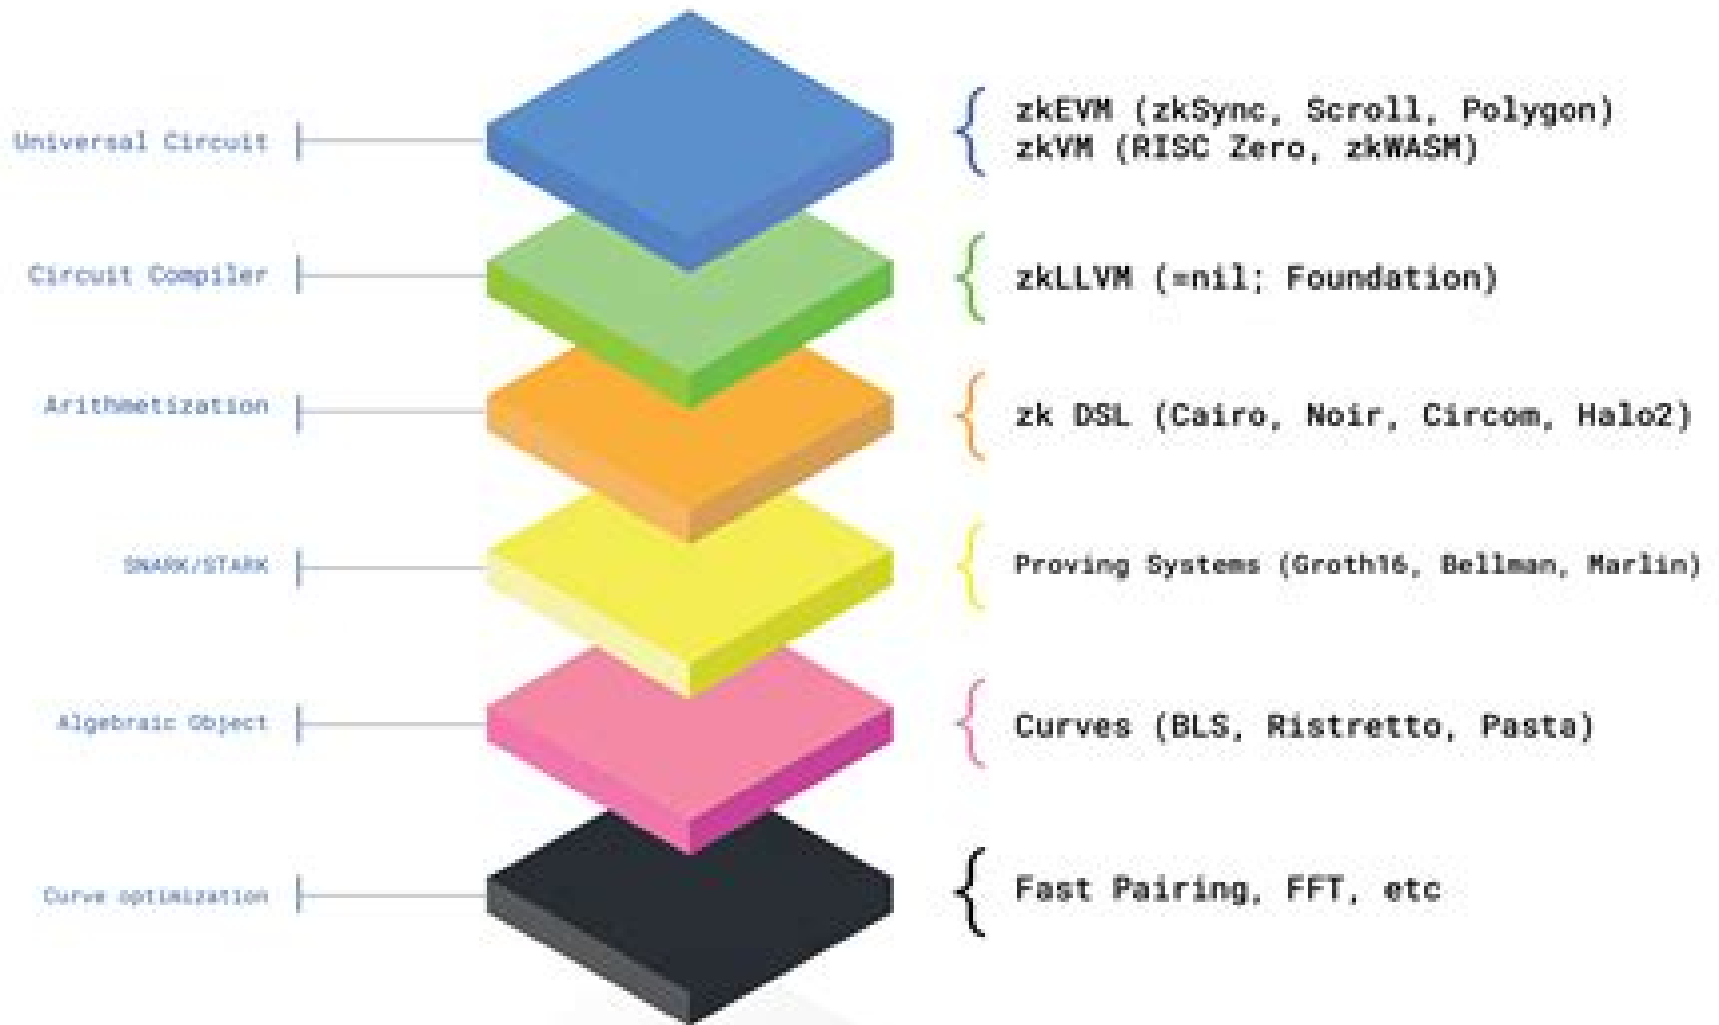 Universal Circuit
zkEVM (zkSync, Scroll, Polygon)
zkVM (RISC Zero, zkWASM)
Circuit Compiler
zkLLVM (=nil; Foundation)
Arithmetization
zk DSL (Cairo, Noir, Circom, Halo2)
SNARK/STARK
Proving Systems (Groth16, Bellman, Marlin)
Algebraic Object
Curves (BLS, Ristretto, Pasta)
Curve optimization
Fast Pairing, FFT, etc